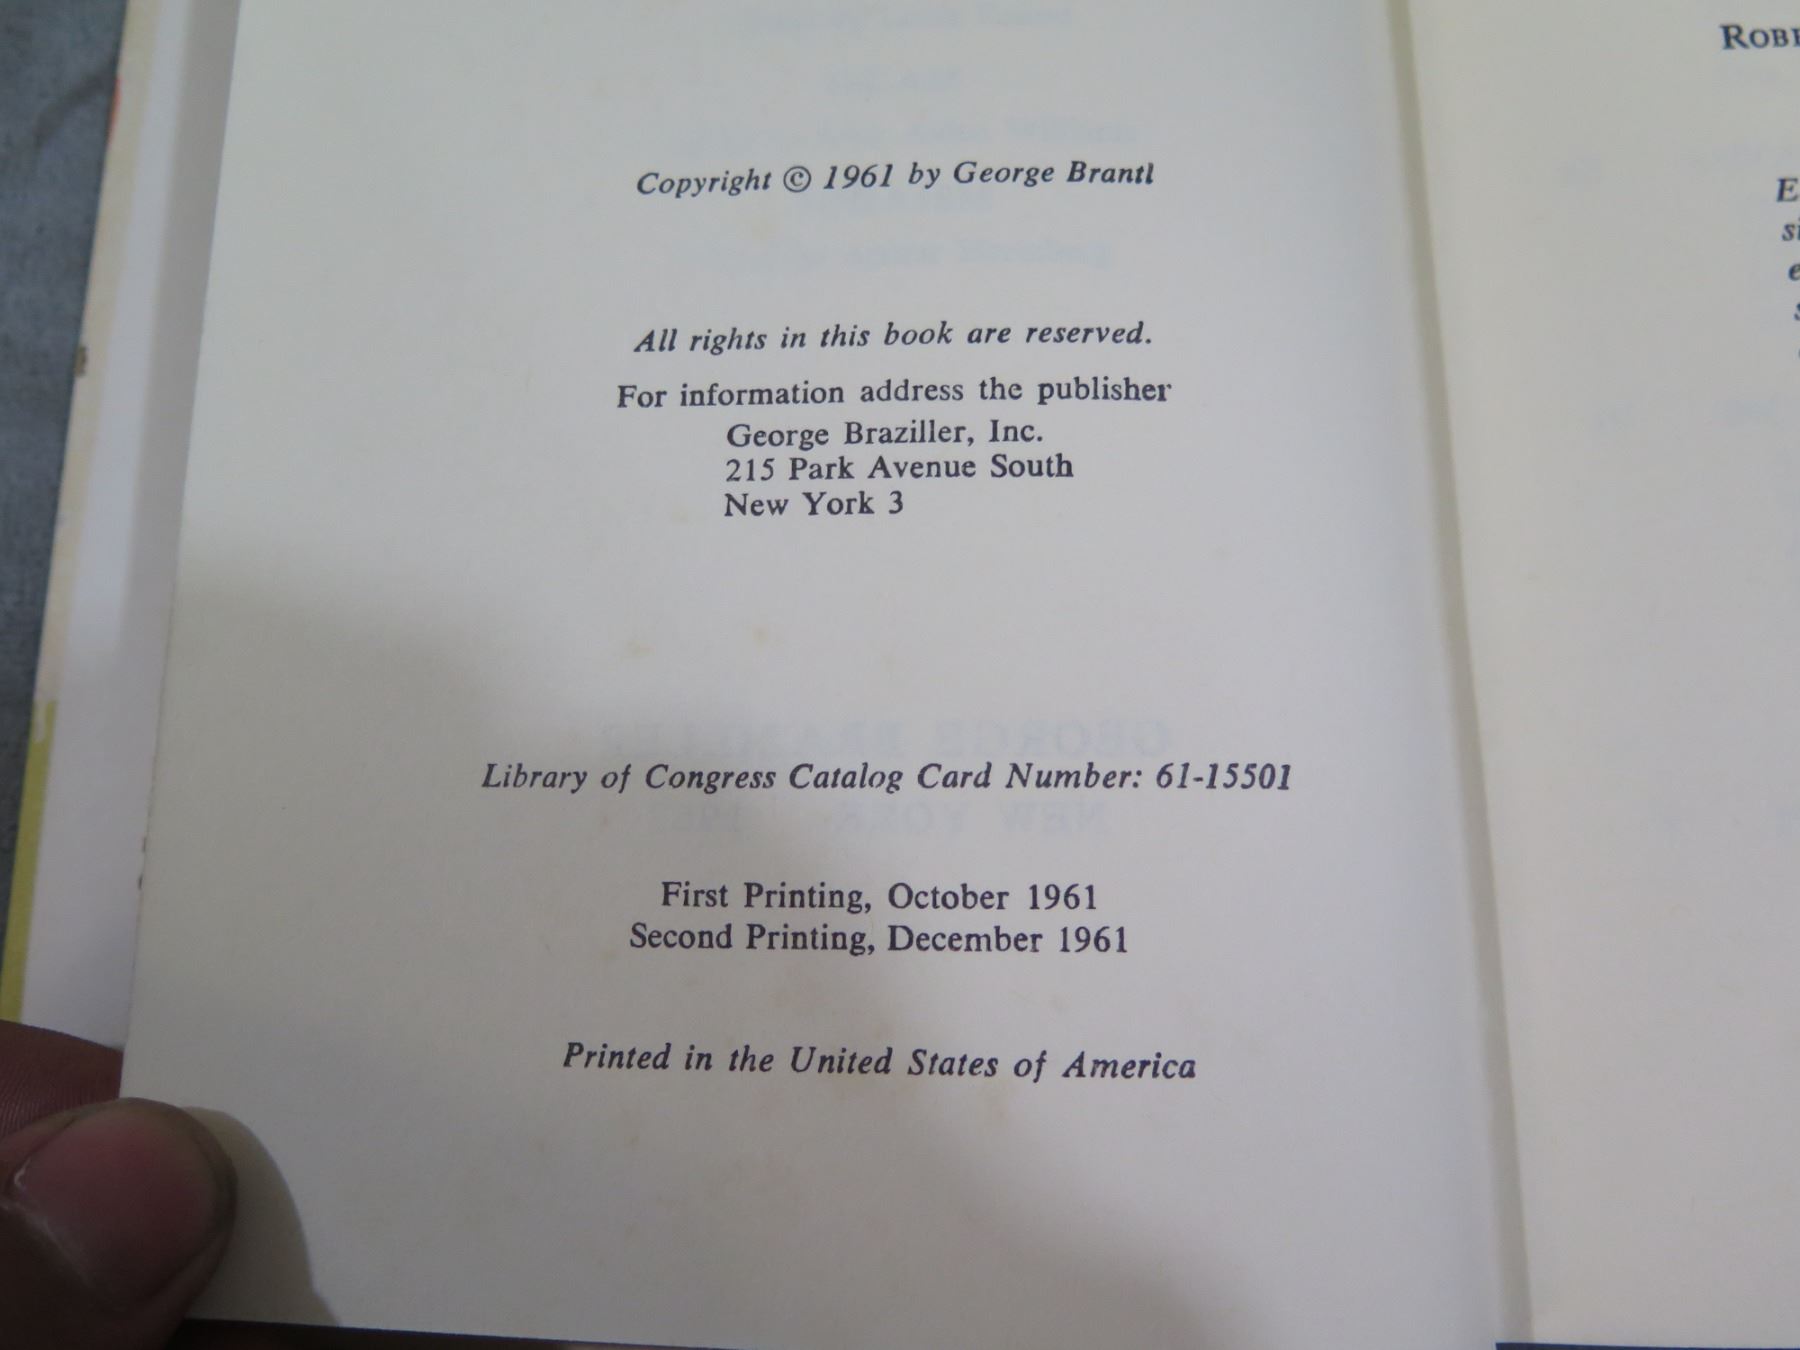 Copyright © 1961 by George Brantl
All rights in this book are reserved.
For information address the publisher
George Braziller, Inc.
215 Park Avenue South
New York 3
Library of Congress Catalog Card Number: 61-15501
First Printing, October 1961
Second Printing, December 1961
Printed in the United States of America